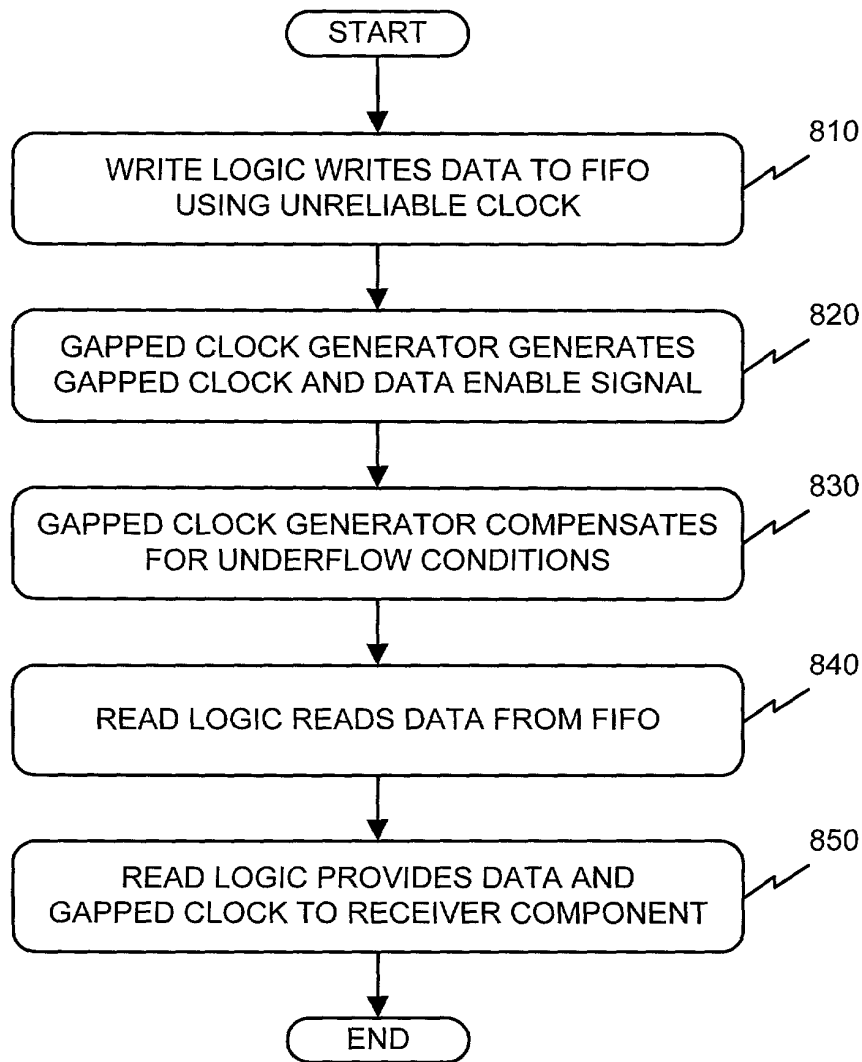 START
810
WRITE LOGIC WRITES DATA TO FIFO
USING UNRELIABLE CLOCK
820
GAPPED CLOCK GENERATOR GENERATES
GAPPED CLOCK AND DATA ENABLE SIGNAL
830
GAPPED CLOCK GENERATOR COMPENSATES
FOR UNDERFLOW CONDITIONS
840
READ LOGIC READS DATA FROM FIFO
850
READ LOGIC PROVIDES DATA AND
GAPPED CLOCK TO RECEIVER COMPONENT
END